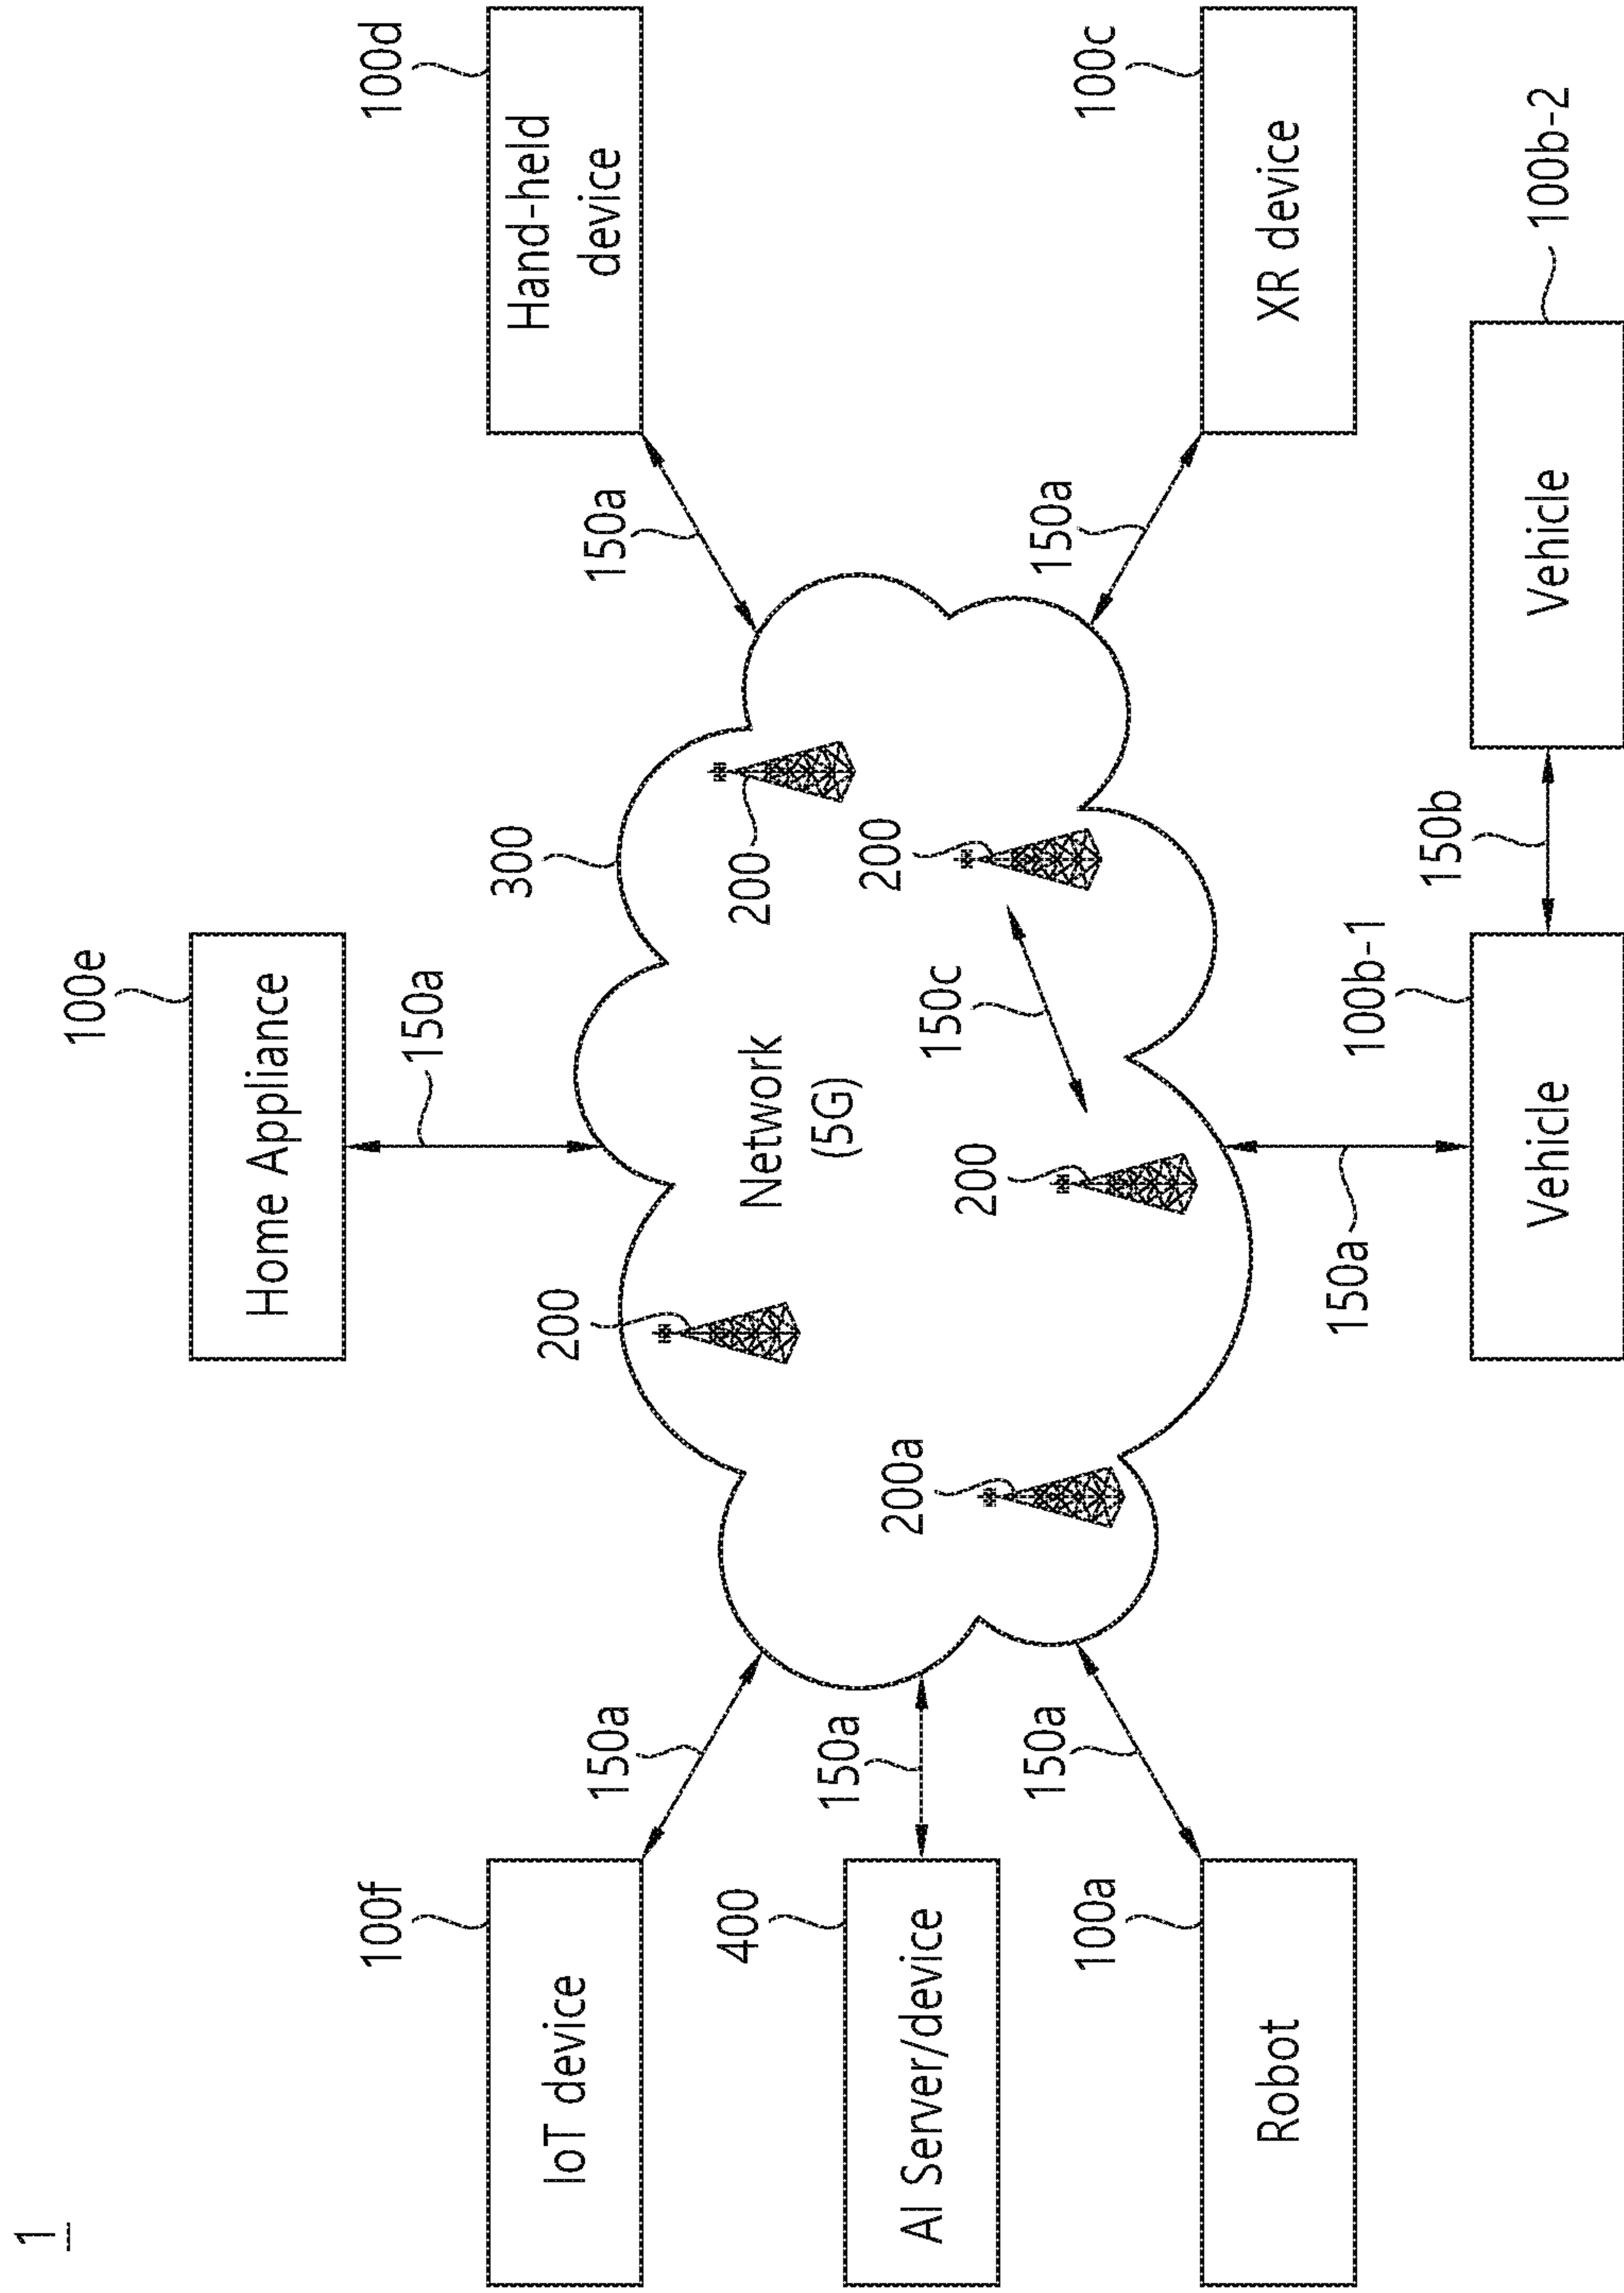 1
100e
Home Appliance
150a
100f
IoT device
150a
200
300
150a
100d
Hand-held
device
Network
(5G)
200
400
AI Server/device
150a
200a
200
150c
200
150a
100a
Robot
150a
100c
XR device
150a
100b-1
Vehicle
150b
Vehicle
100b-2